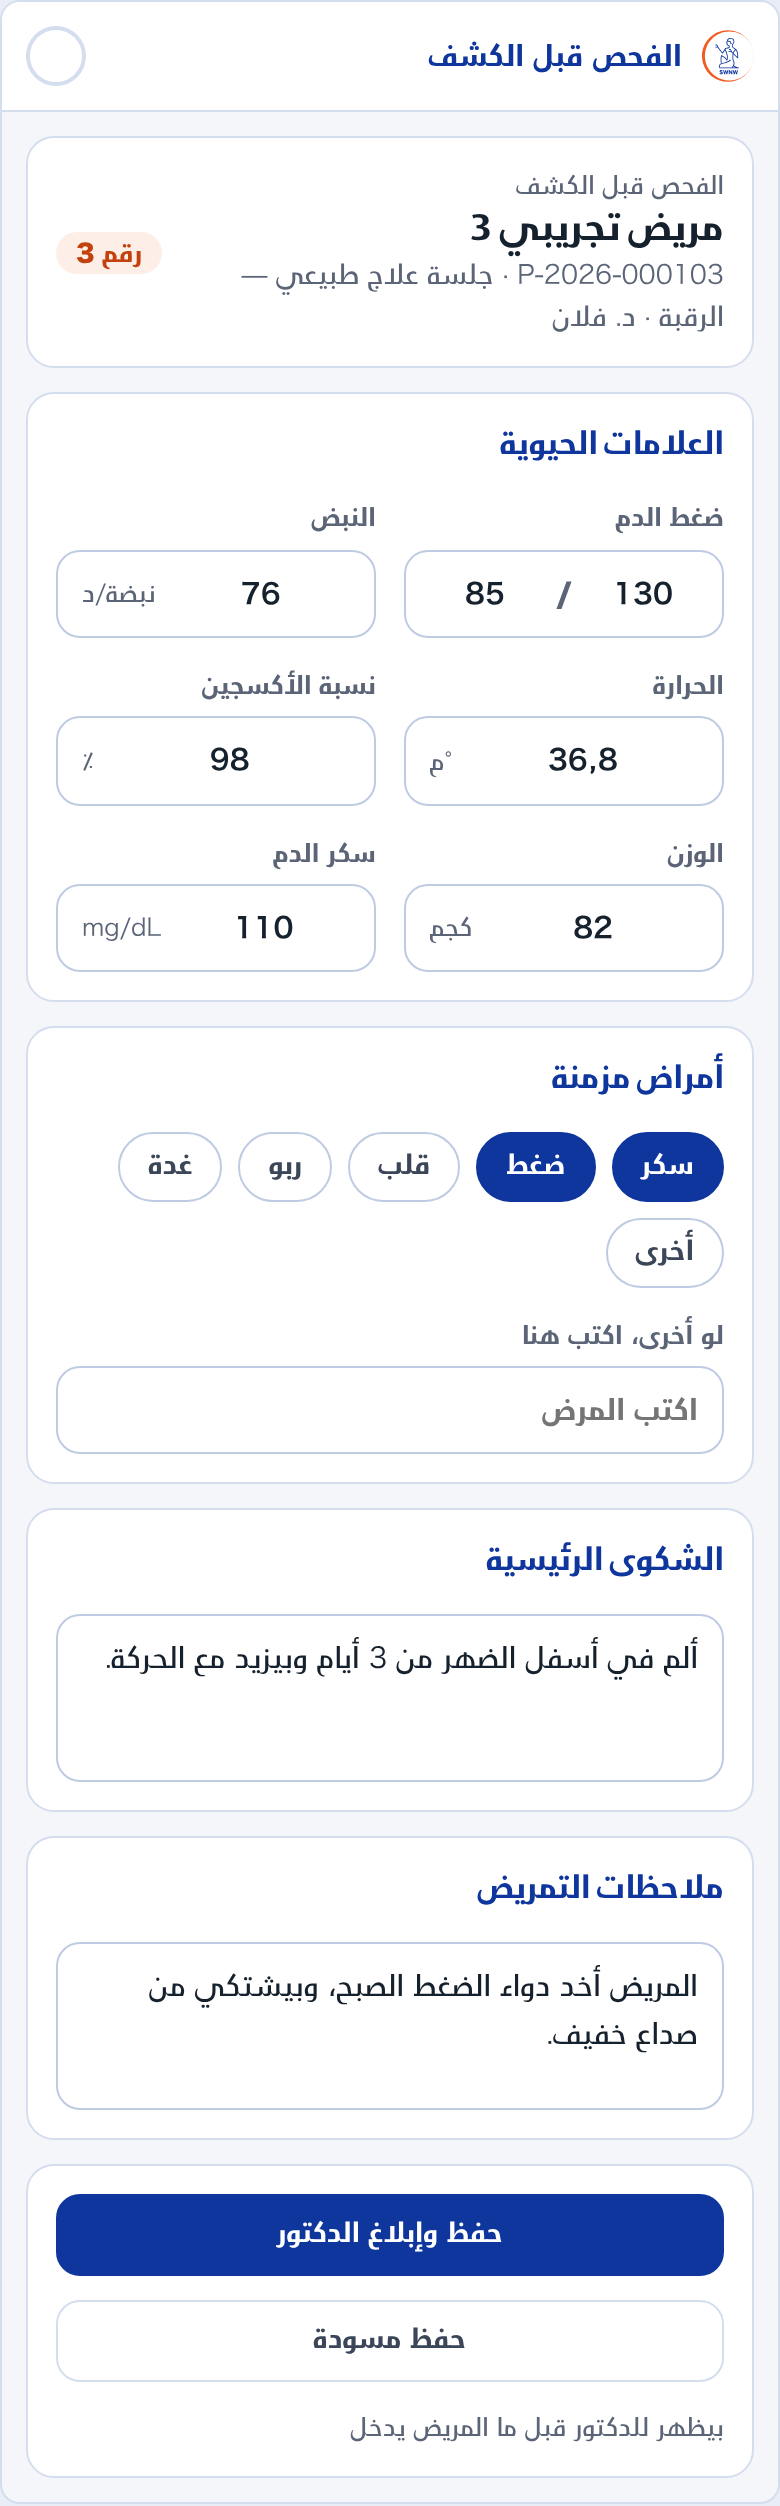 SWNW
الفحص قبل الكشف
الفحص قبل الكشف
مريض تجريبي 3
P-2026-000103 · جلسة علاج طبيعي —
الرقبة · د. فلان
رقم 3
العلامات الحيوية
ضغط الدم
130 / 85
النبض
76 نبضة/د
الحرارة
36,8 °م
نسبة الأكسجين
98 ٪
الوزن
82 كجم
سكر الدم
110 mg/dL
أمراض مزمنة
سكر ضغط قلب ربو غدة
أخرى
لو أخرى، اكتب هنا
اكتب المرض
الشكوى الرئيسية
ألم في أسفل الضهر من 3 أيام وبيزيد مع الحركة.
ملاحظات التمريض
المريض أخد دواء الضغط الصبح، وبيشتكي من
صداع خفيف.
حفظ وإبلاغ الدكتور
حفظ مسودة
بيظهر للدكتور قبل ما المريض يدخل